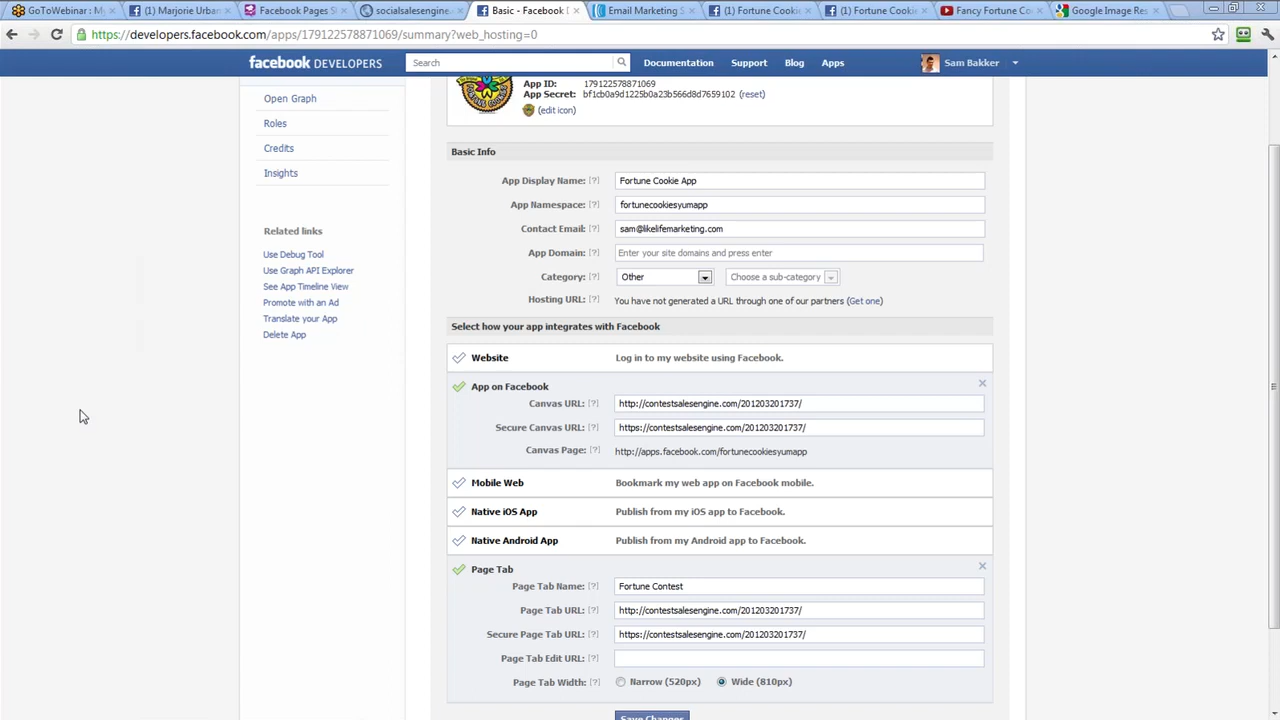 GoToWebinar : My
(1) Marjorie Urban
Facebook Pages St
socialsalesengine.
Basic - Facebook D
Email Marketing S
(1) Fortune Cooki
(1) Fortune Cooki
Fancy Fortune Co
Google Image Res
https://developers.facebook.com/apps/179122578871069/summary?web_hosting=0
facebook DEVELOPERS
Search
Documentation
Support
Blog
Apps
Sam Bakker
App ID: 179122578871069
App Secret: bf1cb0a9d1225b0a23b566d8d7659102 (reset)
(edit icon)
Open Graph
Roles
Credits
Insights
Related links
Use Debug Tool
Use Graph API Explorer
See App Timeline View
Promote with an Ad
Translate your App
Delete App
Basic Info
App Display Name: [?] Fortune Cookie App
App Namespace: [?] fortunecookiesyumapp
Contact Email: [?] sam@likelifemarketing.com
App Domain: [?] Enter your site domains and press enter
Category: [?] Other Choose a sub-category
Hosting URL: [?] You have not generated a URL through one of our partners (Get one)
Select how your app integrates with Facebook
Website Log in to my website using Facebook.
App on Facebook
Canvas URL: [?] http://contestsalesengine.com/201203201737/
Secure Canvas URL: [?] https://contestsalesengine.com/201203201737/
Canvas Page: [?] http://apps.facebook.com/fortunecookiesyumapp
Mobile Web Bookmark my web app on Facebook mobile.
Native iOS App Publish from my iOS app to Facebook.
Native Android App Publish from my Android app to Facebook.
Page Tab
Page Tab Name: [?] Fortune Contest
Page Tab URL: [?] http://contestsalesengine.com/201203201737/
Secure Page Tab URL: [?] https://contestsalesengine.com/201203201737/
Page Tab Edit URL: [?]
Page Tab Width: [?] Narrow (520px) Wide (810px)
Save Changes